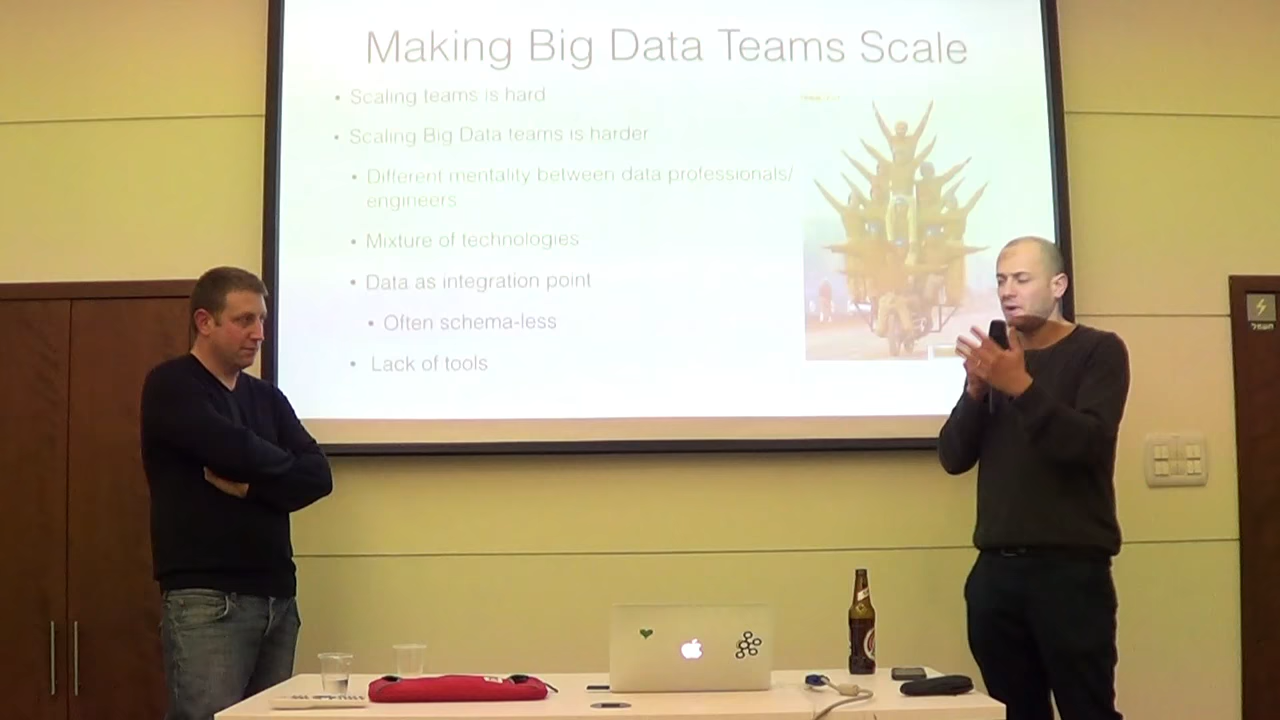 Making Big Data Teams Scale
• Scaling teams is hard
• Scaling Big Data teams is harder
• Different mentality between data professionals/
engineers
• Mixture of technologies
• Data as integration point
• Often schema-less
• Lack of tools
חשמל